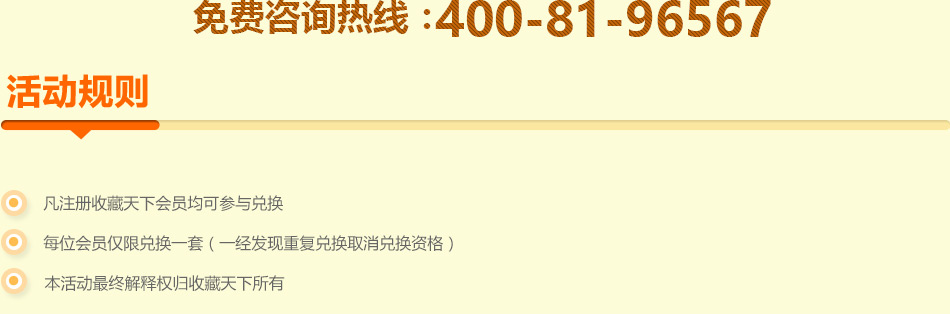 免费咨询热线：400-81-96567
活动规则
凡注册收藏天下会员均可参与兑换
每位会员仅限兑换一套（一经发现重复兑换取消兑换资格）
本活动最终解释权归收藏天下所有